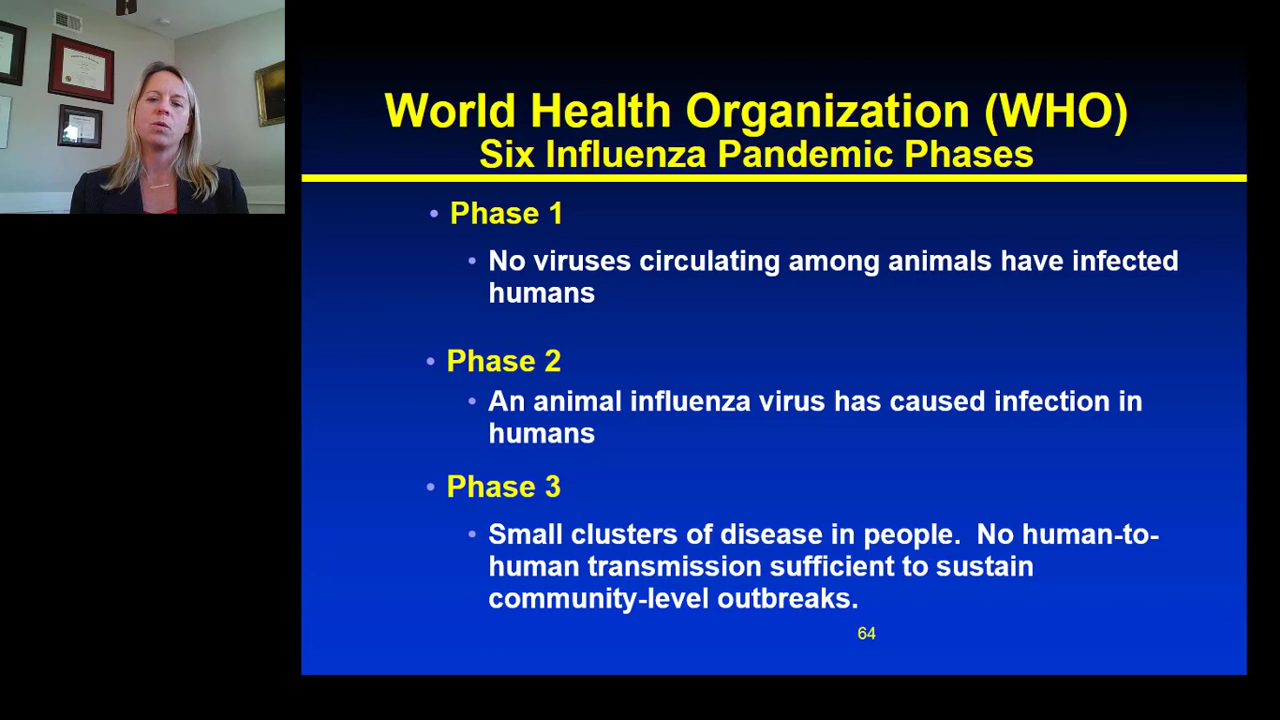 World Health Organization (WHO)
Six Influenza Pandemic Phases
• Phase 1
• No viruses circulating among animals have infected
humans
• Phase 2
• An animal influenza virus has caused infection in
humans
• Phase 3
• Small clusters of disease in people.  No human-to-
human transmission sufficient to sustain
community-level outbreaks.
64